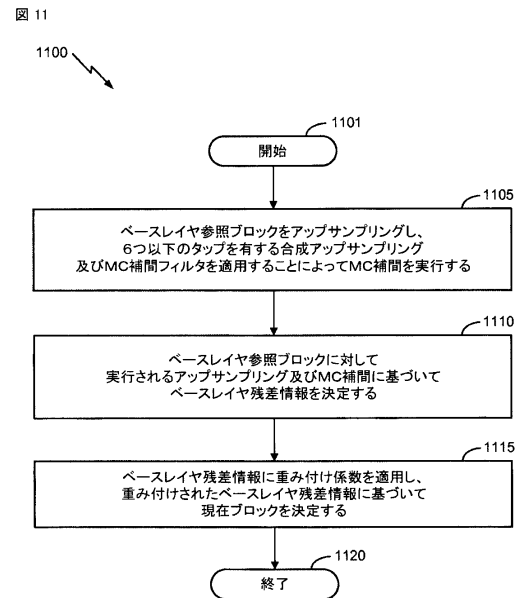 図 11
1100
1101
開始
1105
ベースレイヤ参照ブロックをアップサンプリングし、
6つ以下のタップを有する合成アップサンプリング
及びMC補間フィルタを適用することによってMC補間を実行する
1110
ベースレイヤ参照ブロックに対して
実行されるアップサンプリング及びMC補間に基づいて
ベースレイヤ残差情報を決定する
1115
ベースレイヤ残差情報に重み付け係数を適用し、
重み付けされたベースレイヤ残差情報に基づいて
現在ブロックを決定する
1120
終了